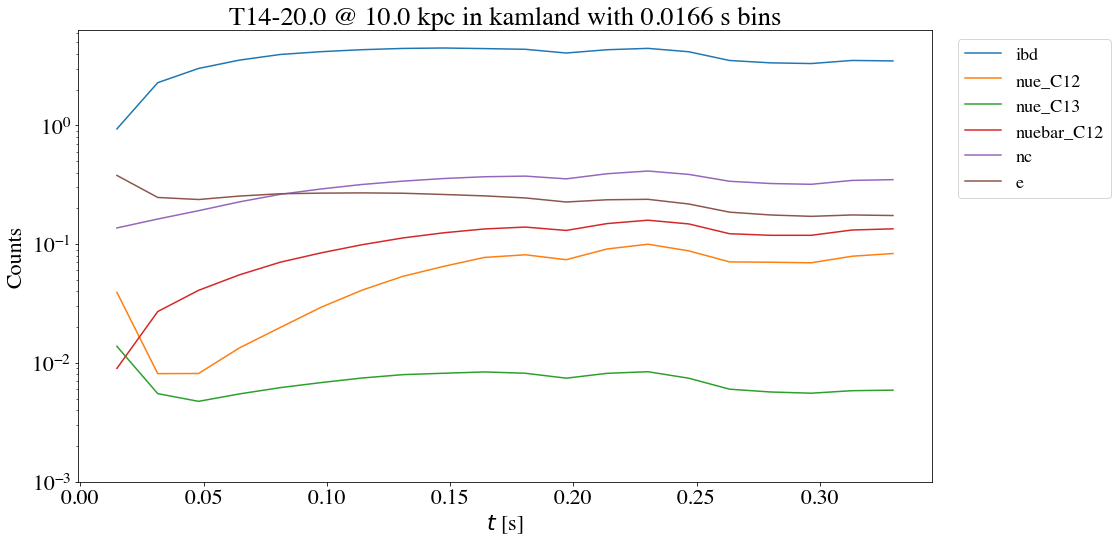 T14-20.0 @ 10.0 kpc in kamland with 0.0166 s bins
ibd
nue_C12
nue_C13
nuebar_C12
nc
e
Counts
10⁰
10⁻¹
10⁻²
10⁻³
0.00 0.05 0.10 0.15 0.20 0.25 0.30
t [s]